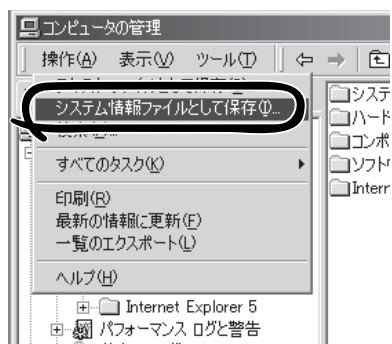 コンピュータの管理
操作(A) 表示(V) ツール(T)
システム情報ファイルとして保存(I)...
すべてのタスク(K)
印刷(R)
最新の情報に更新(F)
一覧のエクスポート(L)
ヘルプ(H)
Internet Explorer 5
パフォーマンス ログと警告
システ
ハード
コンポ
ソフト
Intern